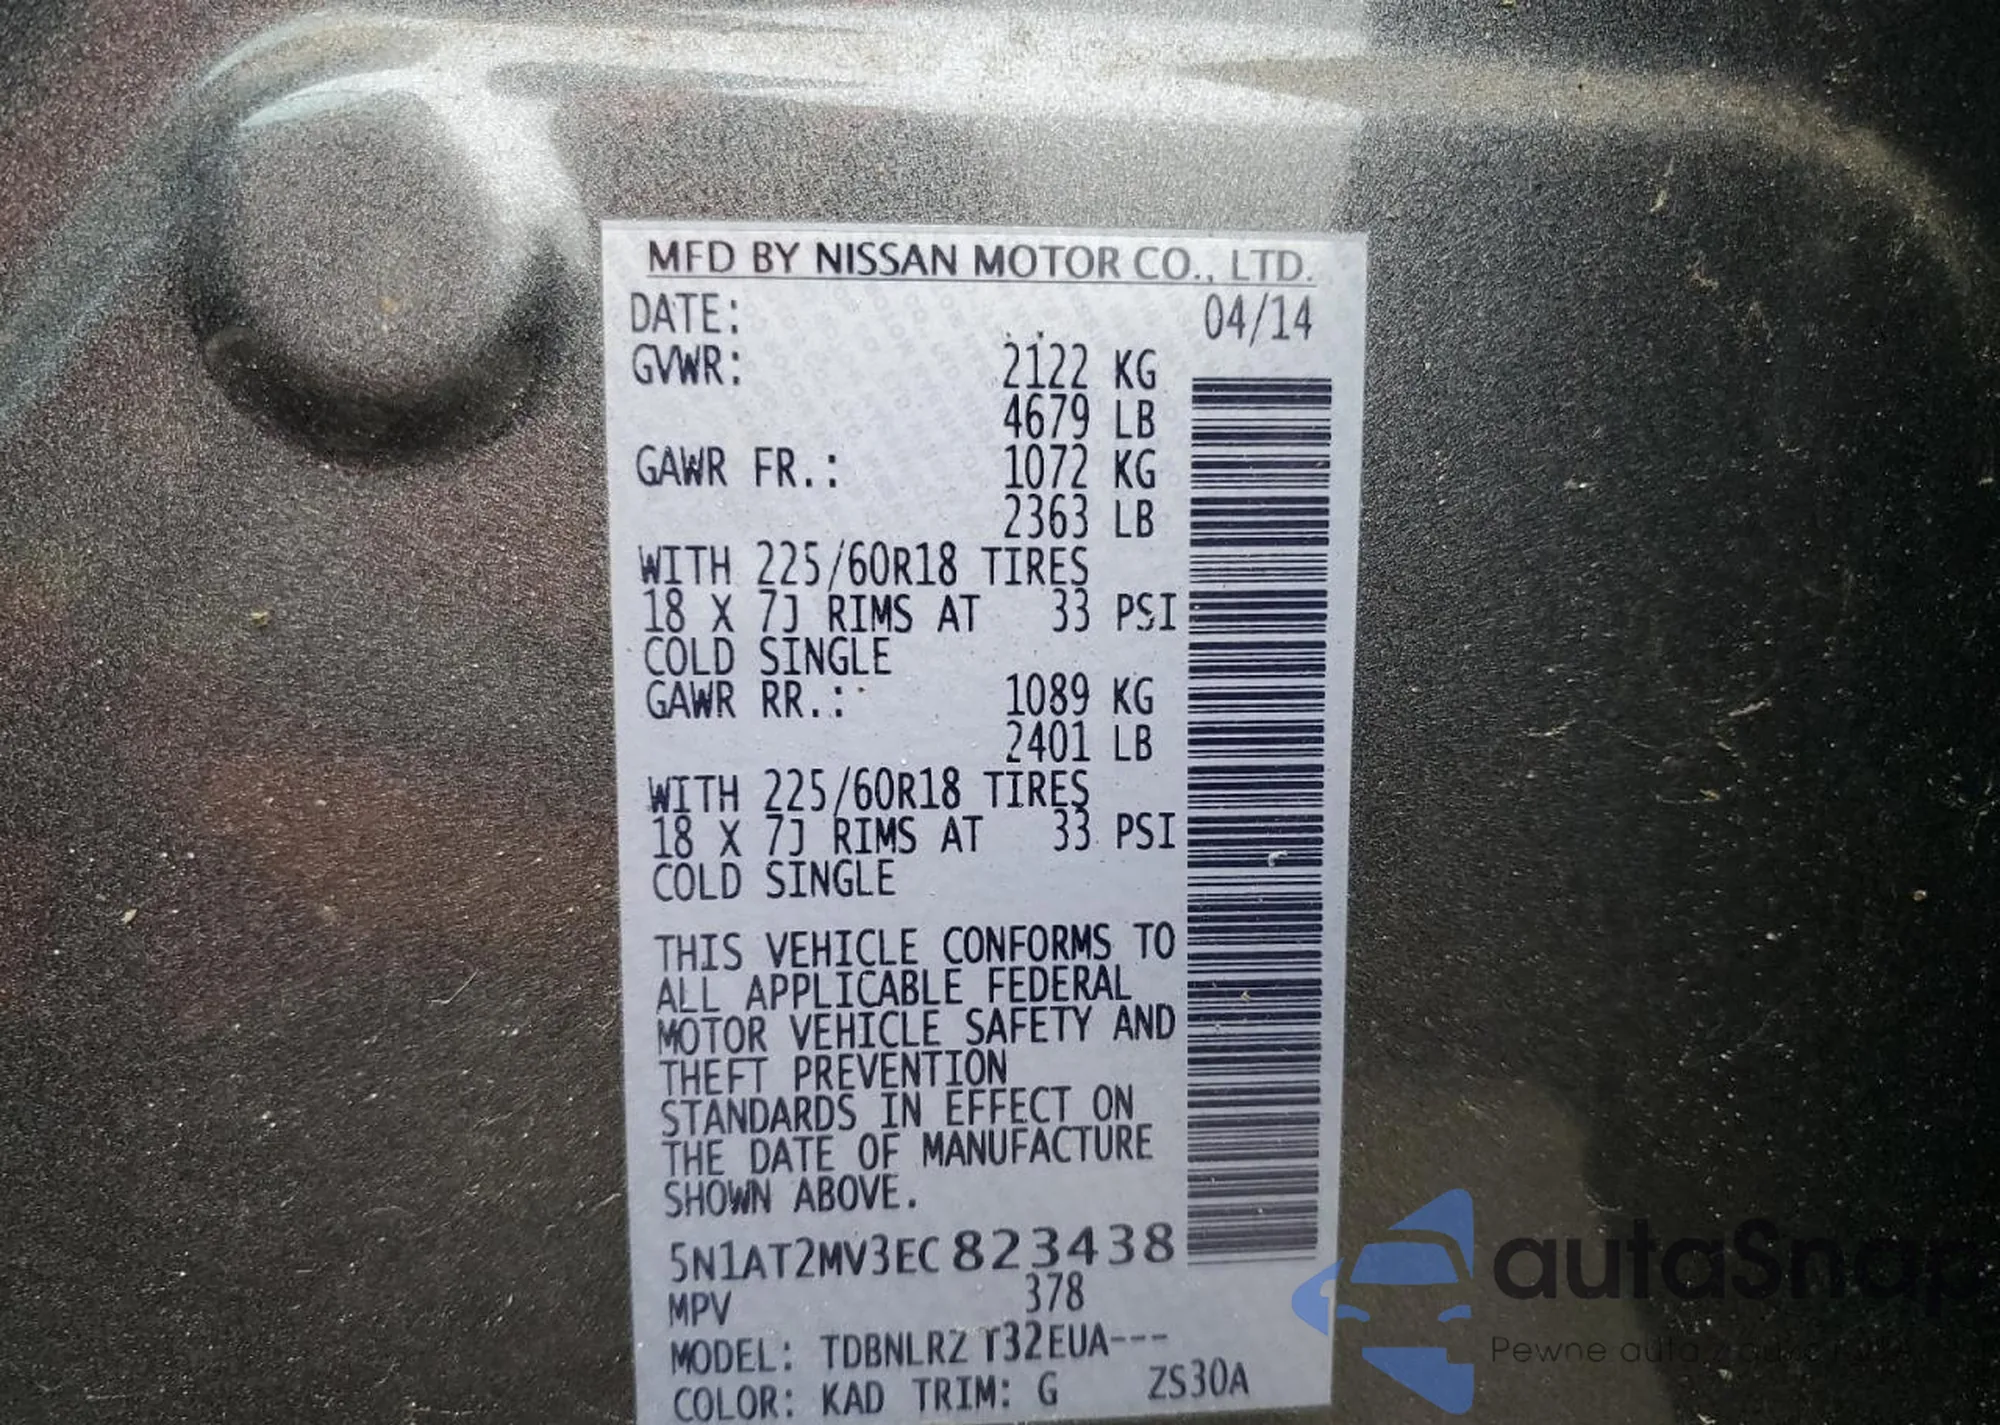 MFD BY NISSAN MOTOR CO., LTD.
DATE: 04/14
GVWR: 2122 KG
4679 LB
GAWR FR.: 1072 KG
2363 LB
WITH 225/60R18 TIRES
18 X 7J RIMS AT 33 PSI
COLD SINGLE
GAWR RR.: 1089 KG
2401 LB
WITH 225/60R18 TIRES
18 X 7J RIMS AT 33 PSI
COLD SINGLE
THIS VEHICLE CONFORMS TO
ALL APPLICABLE FEDERAL
MOTOR VEHICLE SAFETY AND
THEFT PREVENTION
STANDARDS IN EFFECT ON
THE DATE OF MANUFACTURE
SHOWN ABOVE.
5N1AT2MV3EC823438
MPV 378
MODEL: TDBNLRZ T32EUA---
COLOR: KAD TRIM: G ZS30A
autaSnap
Pewne auta z